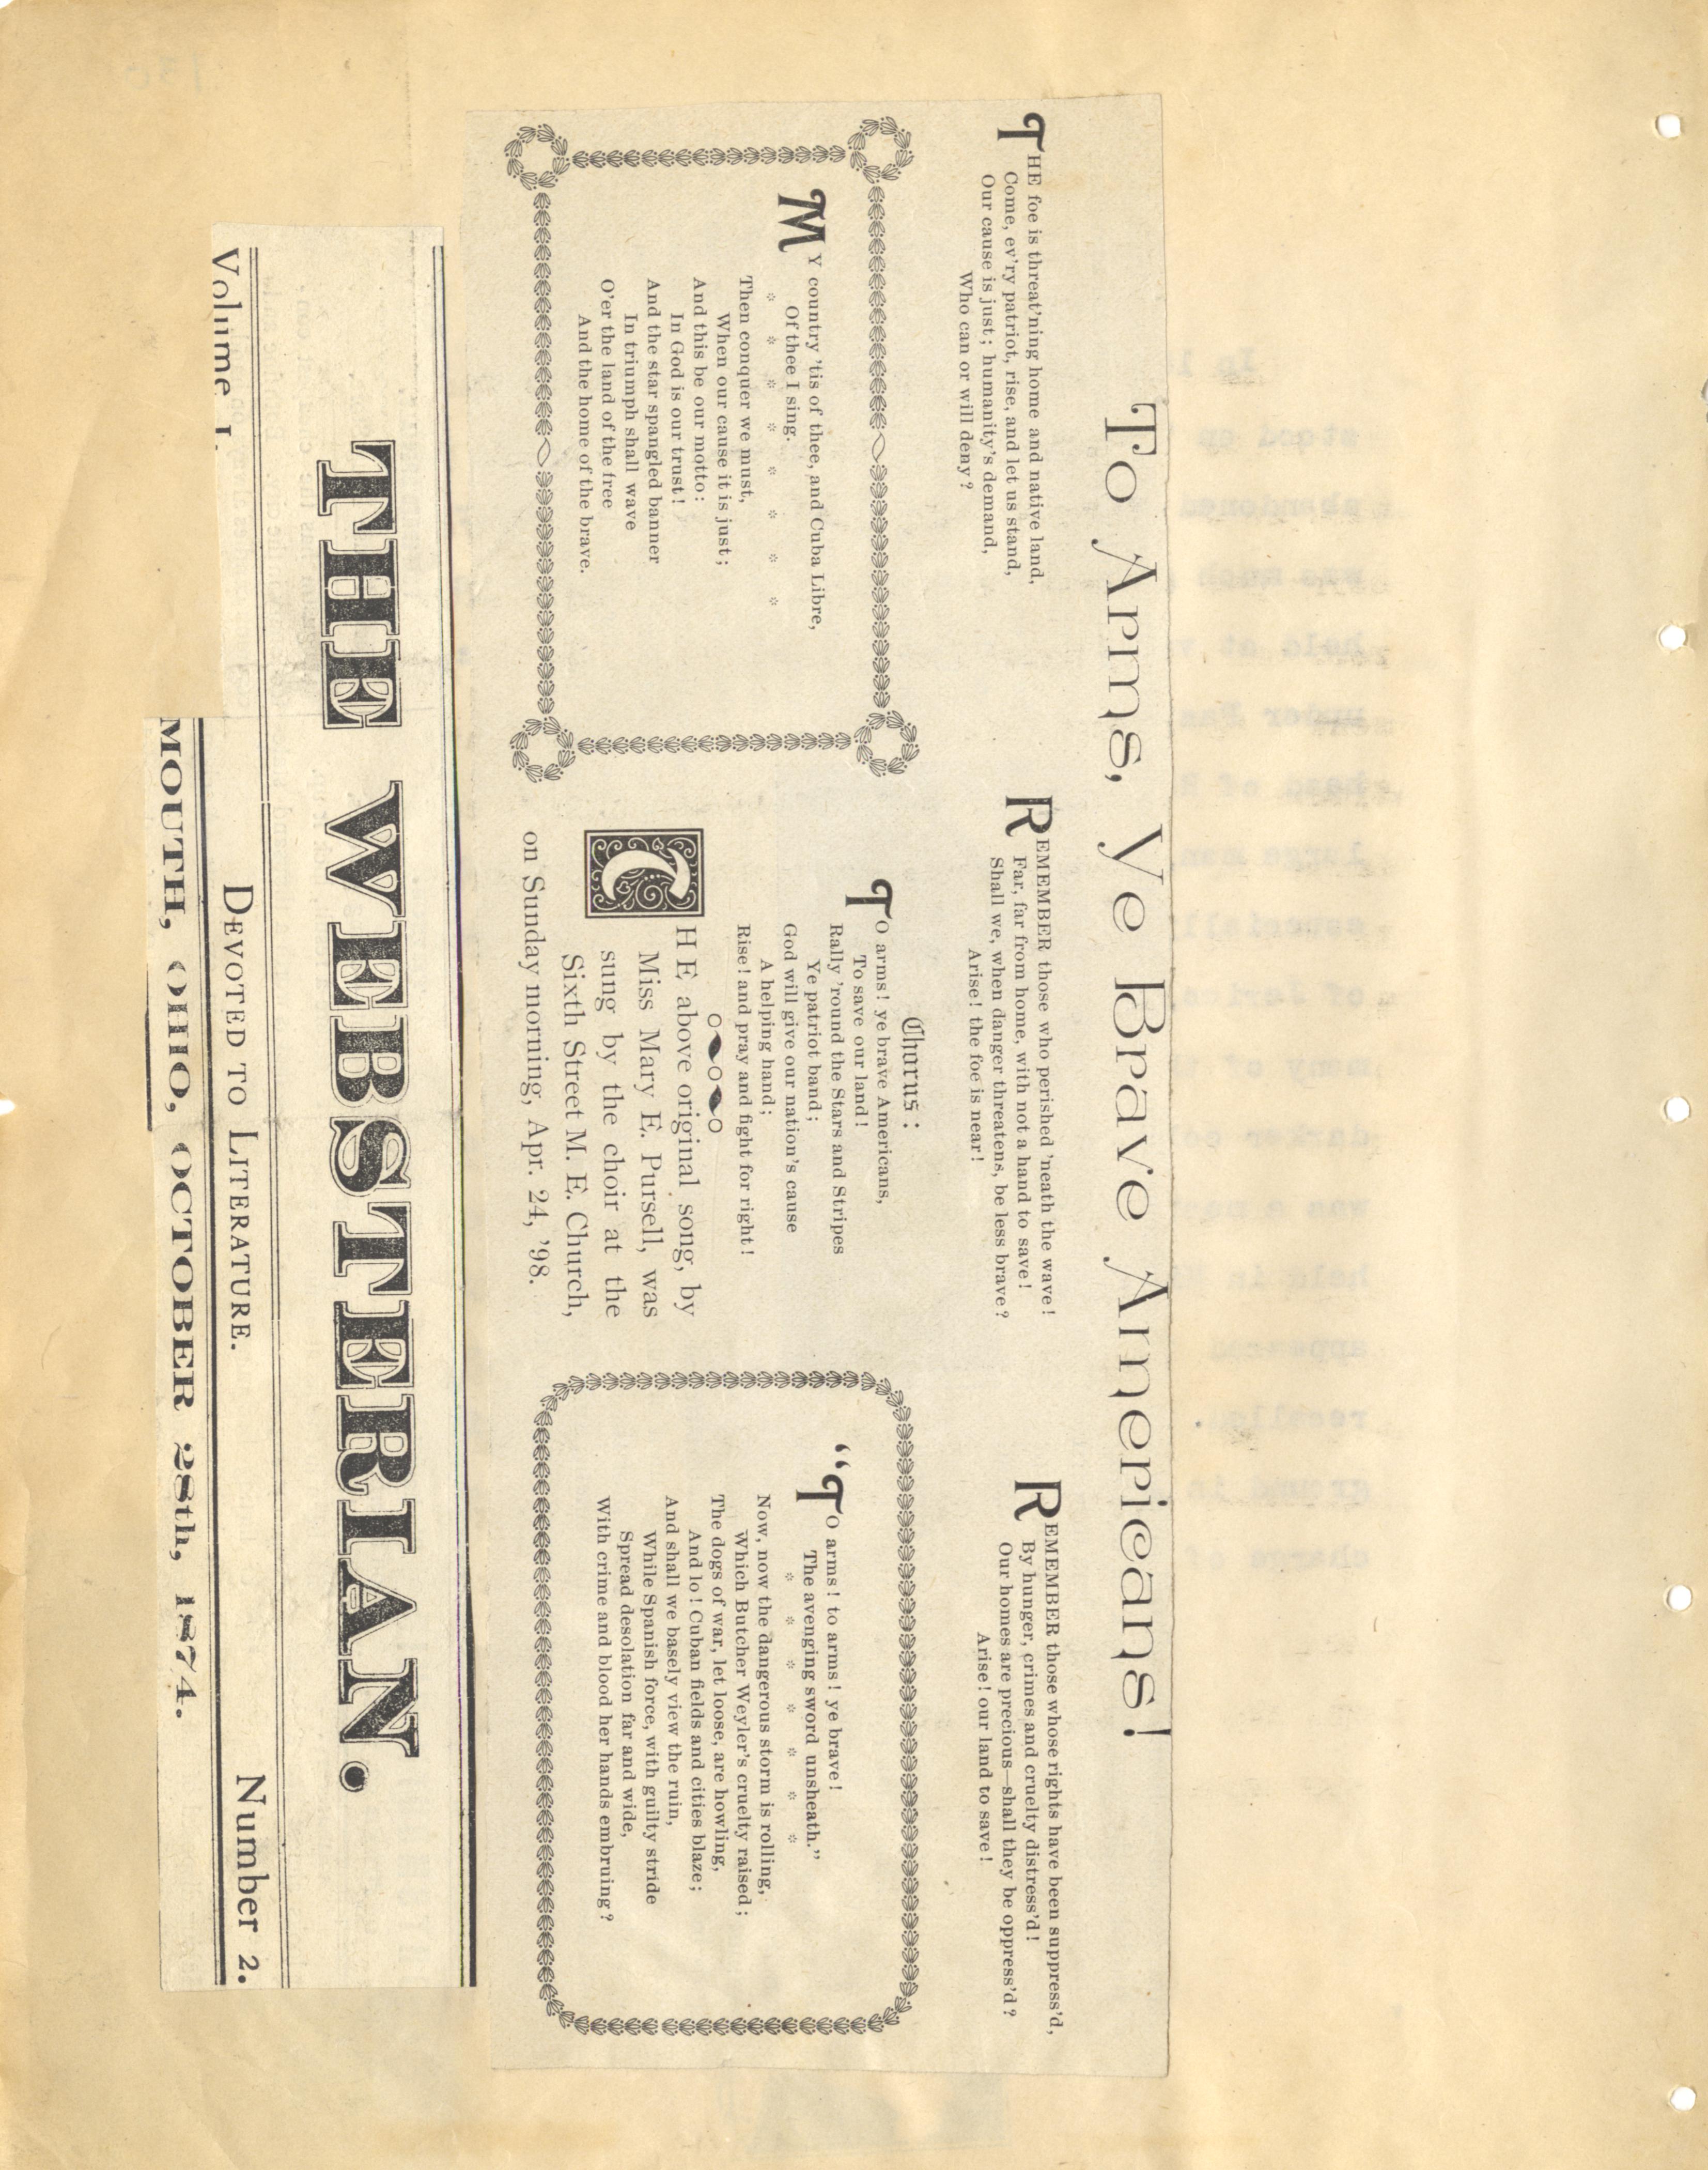 To Arms, Ye Brave Americans!
THE foe is threat'ning home and native land,
Come, ev'ry patriot, rise, and let us stand,
Our cause is just; humanity's demand,
Who can or will deny?
REMEMBER those who perished 'neath the wave!
Far, far from home, with not a hand to save!
Shall we, when danger threatens, be less brave?
Arise! the foe is near!
REMEMBER those whose rights have been suppress'd,
By hunger, crimes and cruelty distress'd!
Our homes are precious—shall they be oppress'd?
Arise! our land to save!
MY country 'tis of thee, and Cuba Libre,
Of thee I sing.
* * * * * * * *
Then conquer we must,
When our cause it is just;
And this be our motto:
In God is our trust!
And the star spangled banner
In triumph shall wave
O'er the land of the free
And the home of the brave.
Chorus:
TO arms! ye brave Americans,
To save our land!
Rally 'round the Stars and Stripes
Ye patriot band;
God will give our nation's cause
A helping hand;
Rise! and pray and fight for right!
THE above original song, by
Miss Mary E. Pursell, was
sung by the choir at the
Sixth Street M. E. Church,
on Sunday morning, Apr. 24, '98.
"TO arms! to arms! ye brave!
The avenging sword unsheath."
* * * * * * *
Now, now the dangerous storm is rolling,
Which Butcher Weyler's cruelty raised;
The dogs of war, let loose, are howling,
And lo! Cuban fields and cities blaze;
And shall we basely view the ruin,
While Spanish force, with guilty stride
Spread desolation far and wide,
With crime and blood her hands embruing?
THE WEBSTERIAN.
DEVOTED TO LITERATURE.
Volume 1.
Number 2.
MOUTH, OHIO, OCTOBER 28th, 1874.